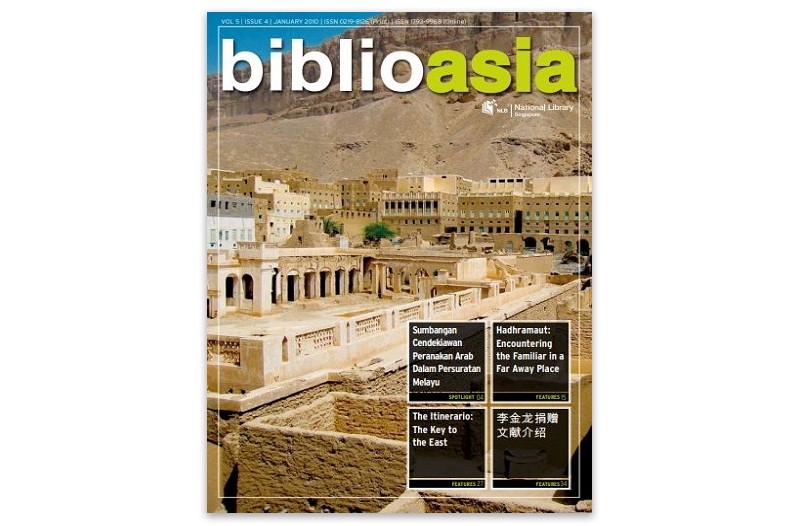 VOL 5 | ISSUE 4 | JANUARY 2010 | ISSN 0219-8126 (Print) | ISSN 1793-9968 (Online)
biblioasia
NLB National Library
Singapore
Sumbangan
Cendekiawan
Peranakan Arab
Dalam Persuratan
Melayu
SPOTLIGHT 04
Hadhramaut:
Encountering
the Familiar in a
Far Away Place
FEATURES 15
The Itinerario:
The Key to
the East
FEATURES 27
李金龙捐赠
文献介绍
FEATURES 34